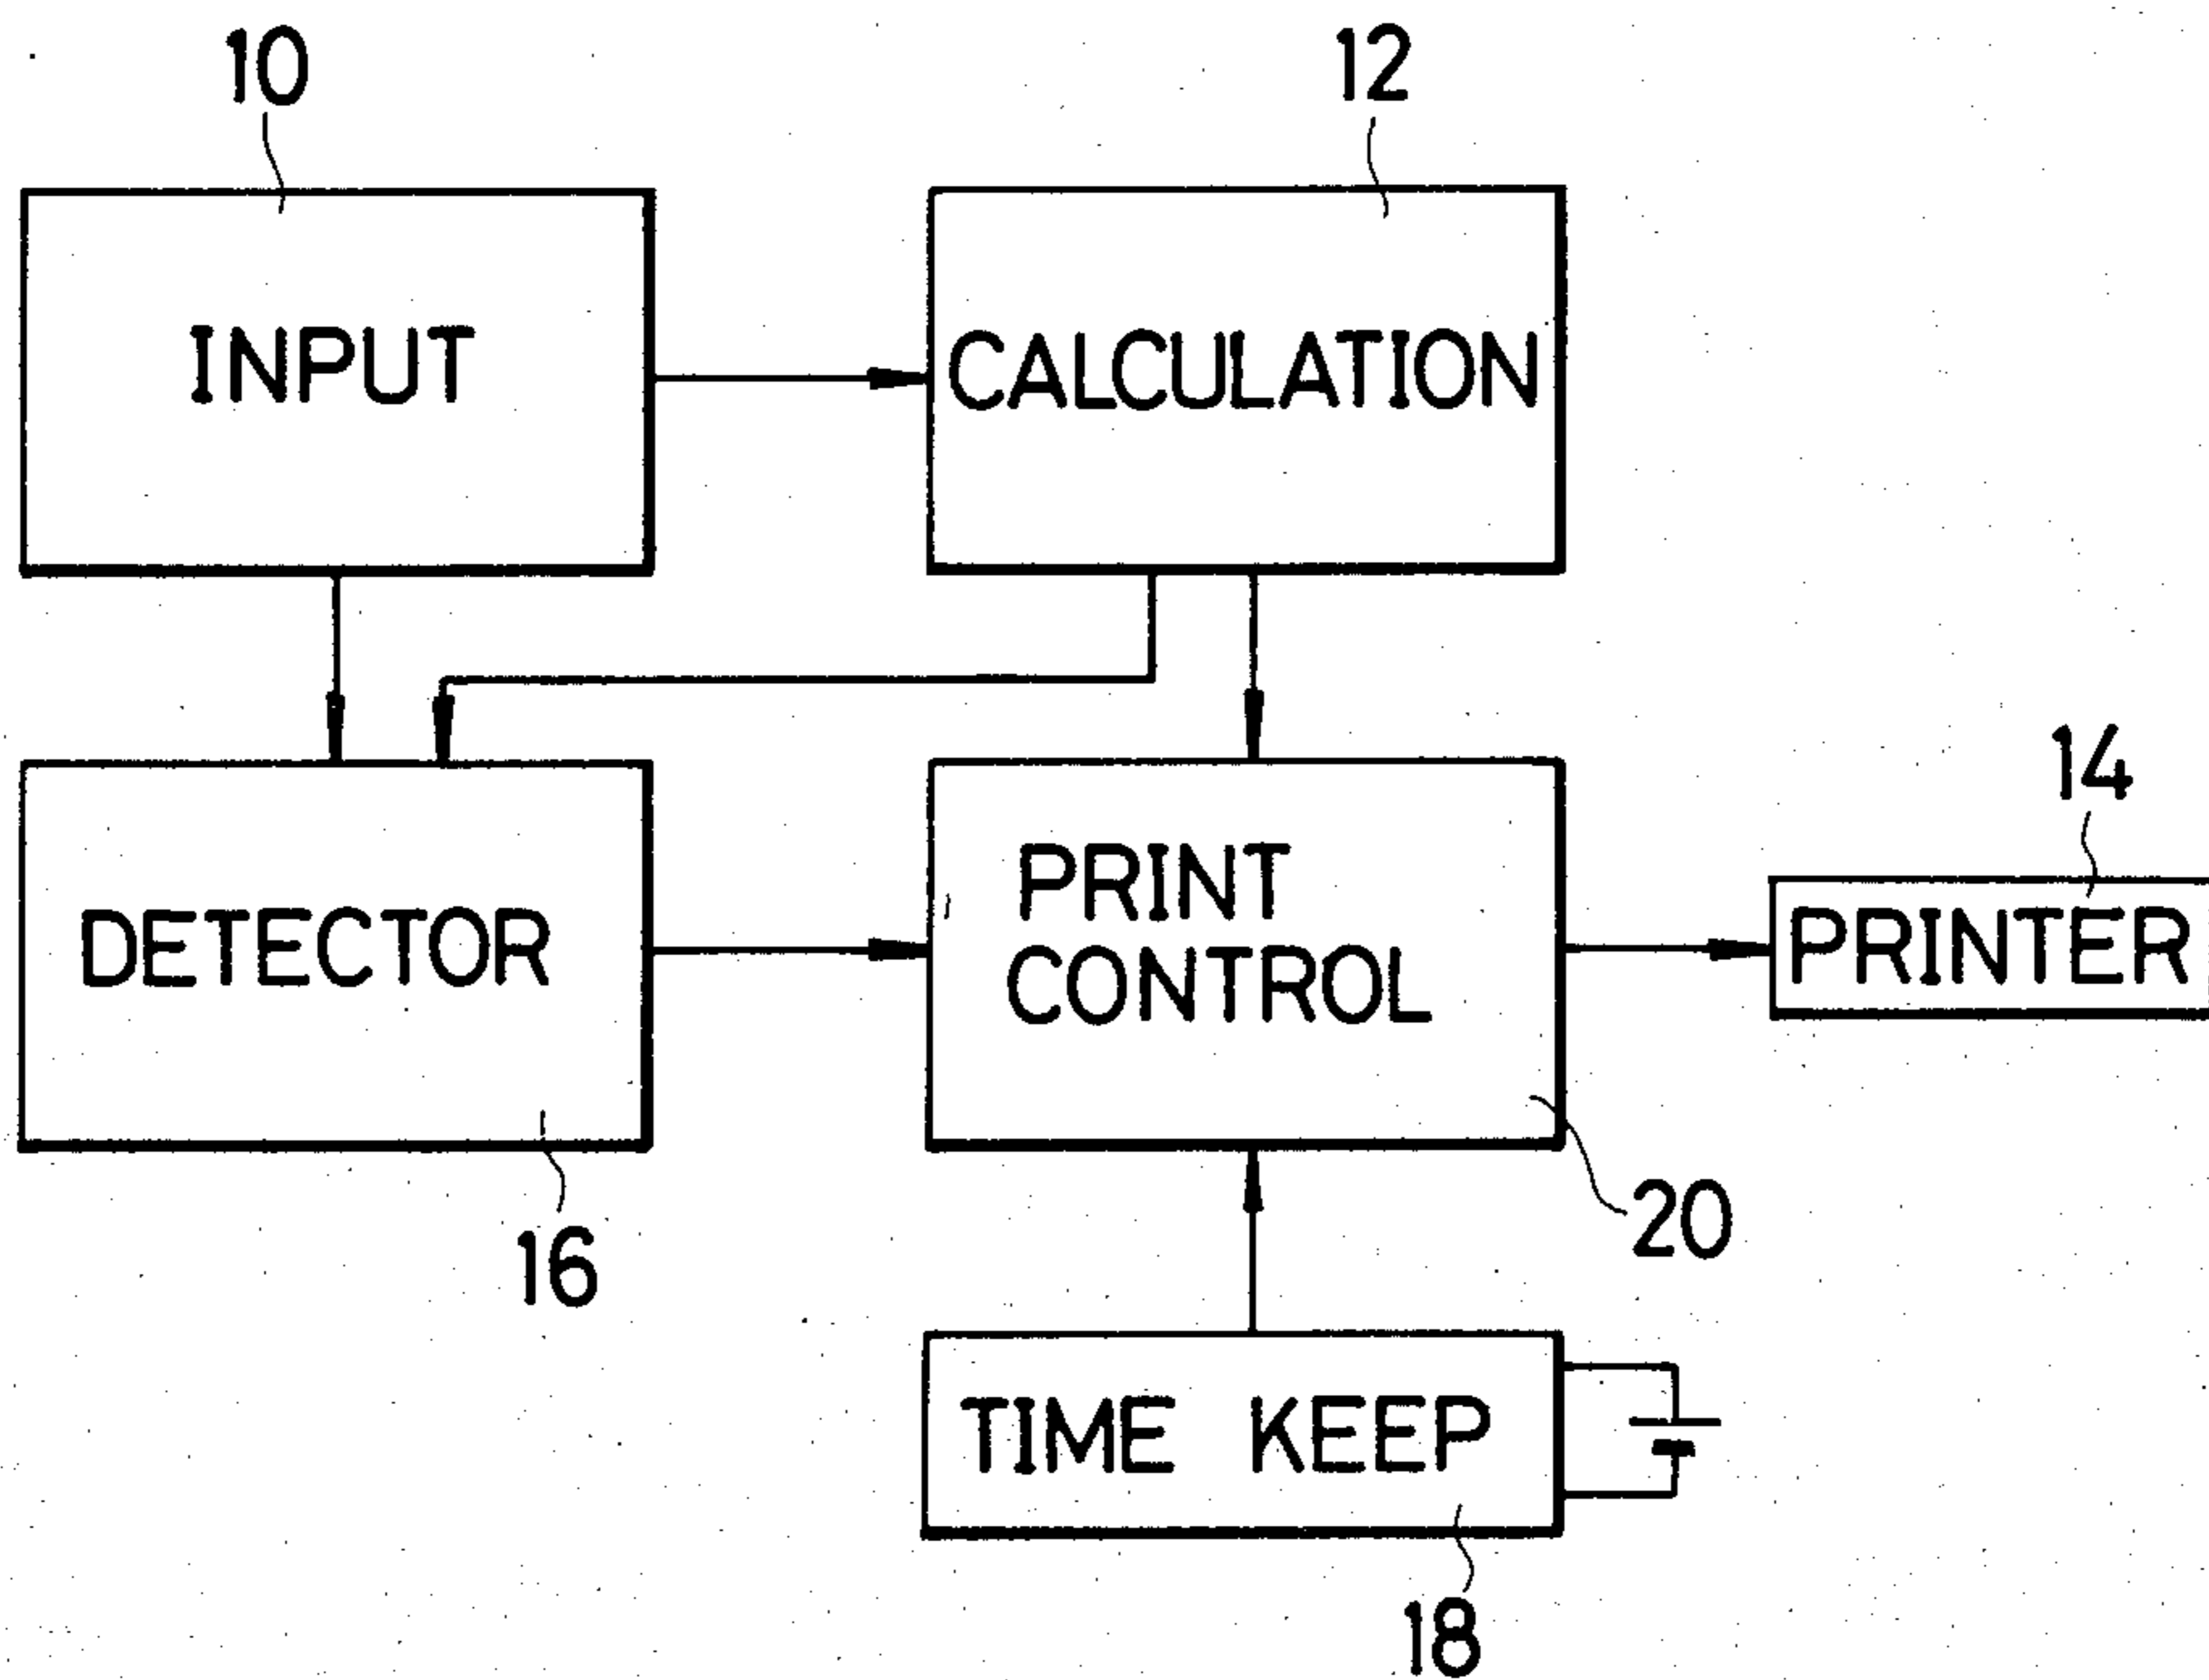 10
12
INPUT
CALCULATION
14
DETECTOR
PRINT
CONTROL
PRINTER
16
20
TIME KEEP
18